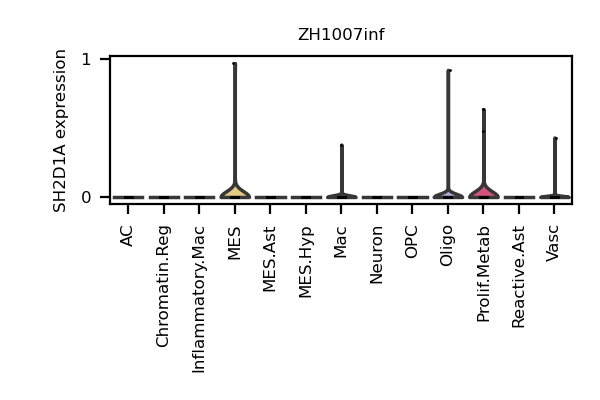 ZH1007inf
SH2D1A expression
1
0
AC
Chromatin.Reg
Inflammatory.Mac
MES
MES.Ast
MES.Hyp
Mac
Neuron
OPC
Oligo
Prolif.Metab
Reactive.Ast
Vasc